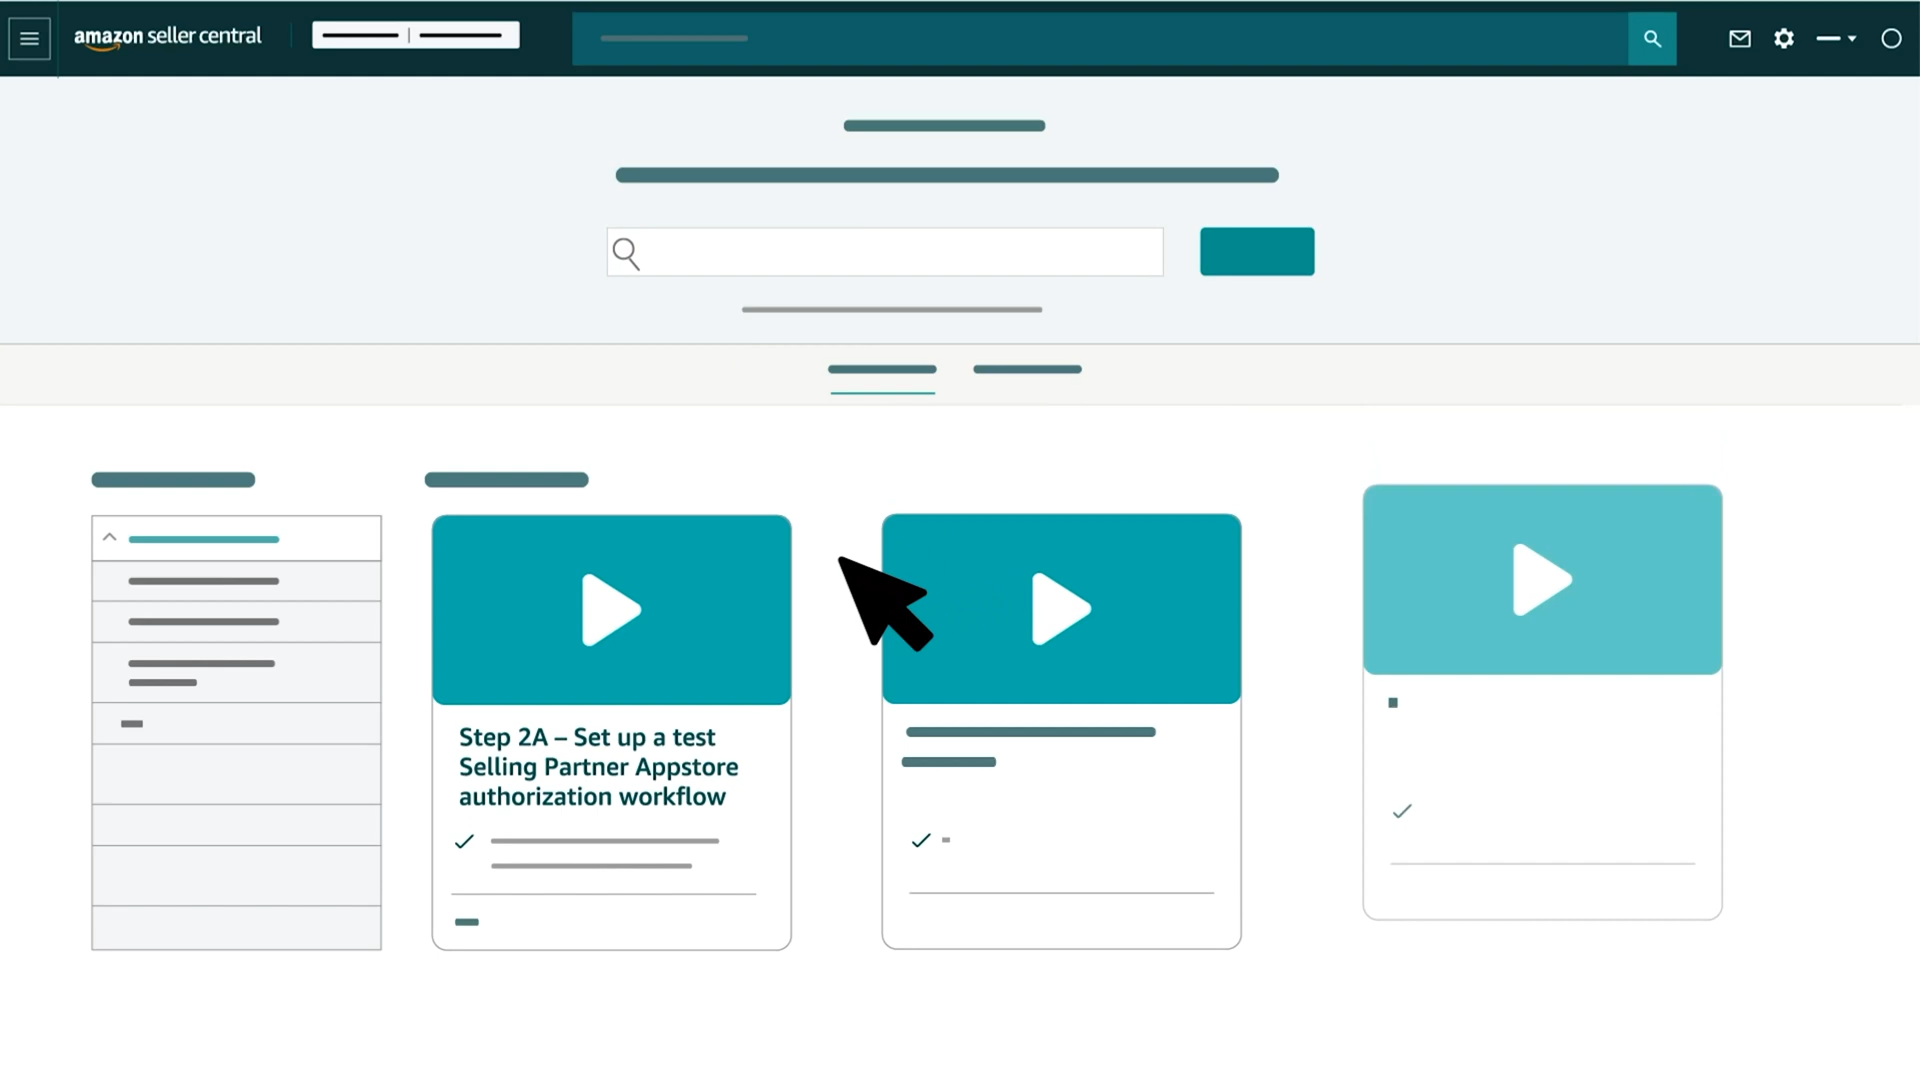 amazon seller central
Step 2A – Set up a test
Selling Partner Appstore
authorization workflow